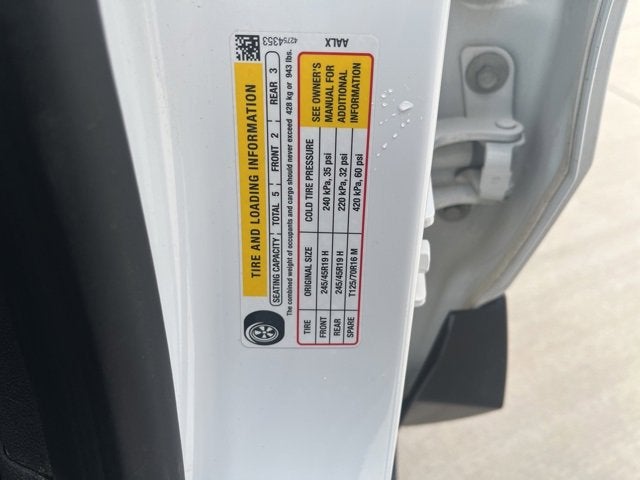 42754353
AALX
TIRE AND LOADING INFORMATION
SEATING CAPACITY TOTAL 5 FRONT 2 REAR 3
The combined weight of occupants and cargo should never exceed 428 kg or 943 lbs.
TIRE ORIGINAL SIZE COLD TIRE PRESSURE
FRONT 245/45R19 H 240 kPa, 35 psi
REAR 245/45R19 H 220 kPa, 32 psi
SPARE T125/70R16 M 420 kPa, 60 psi
SEE OWNER'S
MANUAL FOR
ADDITIONAL
INFORMATION